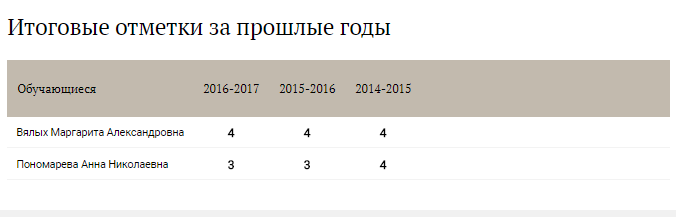 Итоговые отметки за прошлые годы
Обучающиеся 2016-2017 2015-2016 2014-2015
Вялых Маргарита Александровна 4 4 4
Пономарева Анна Николаевна 3 3 4